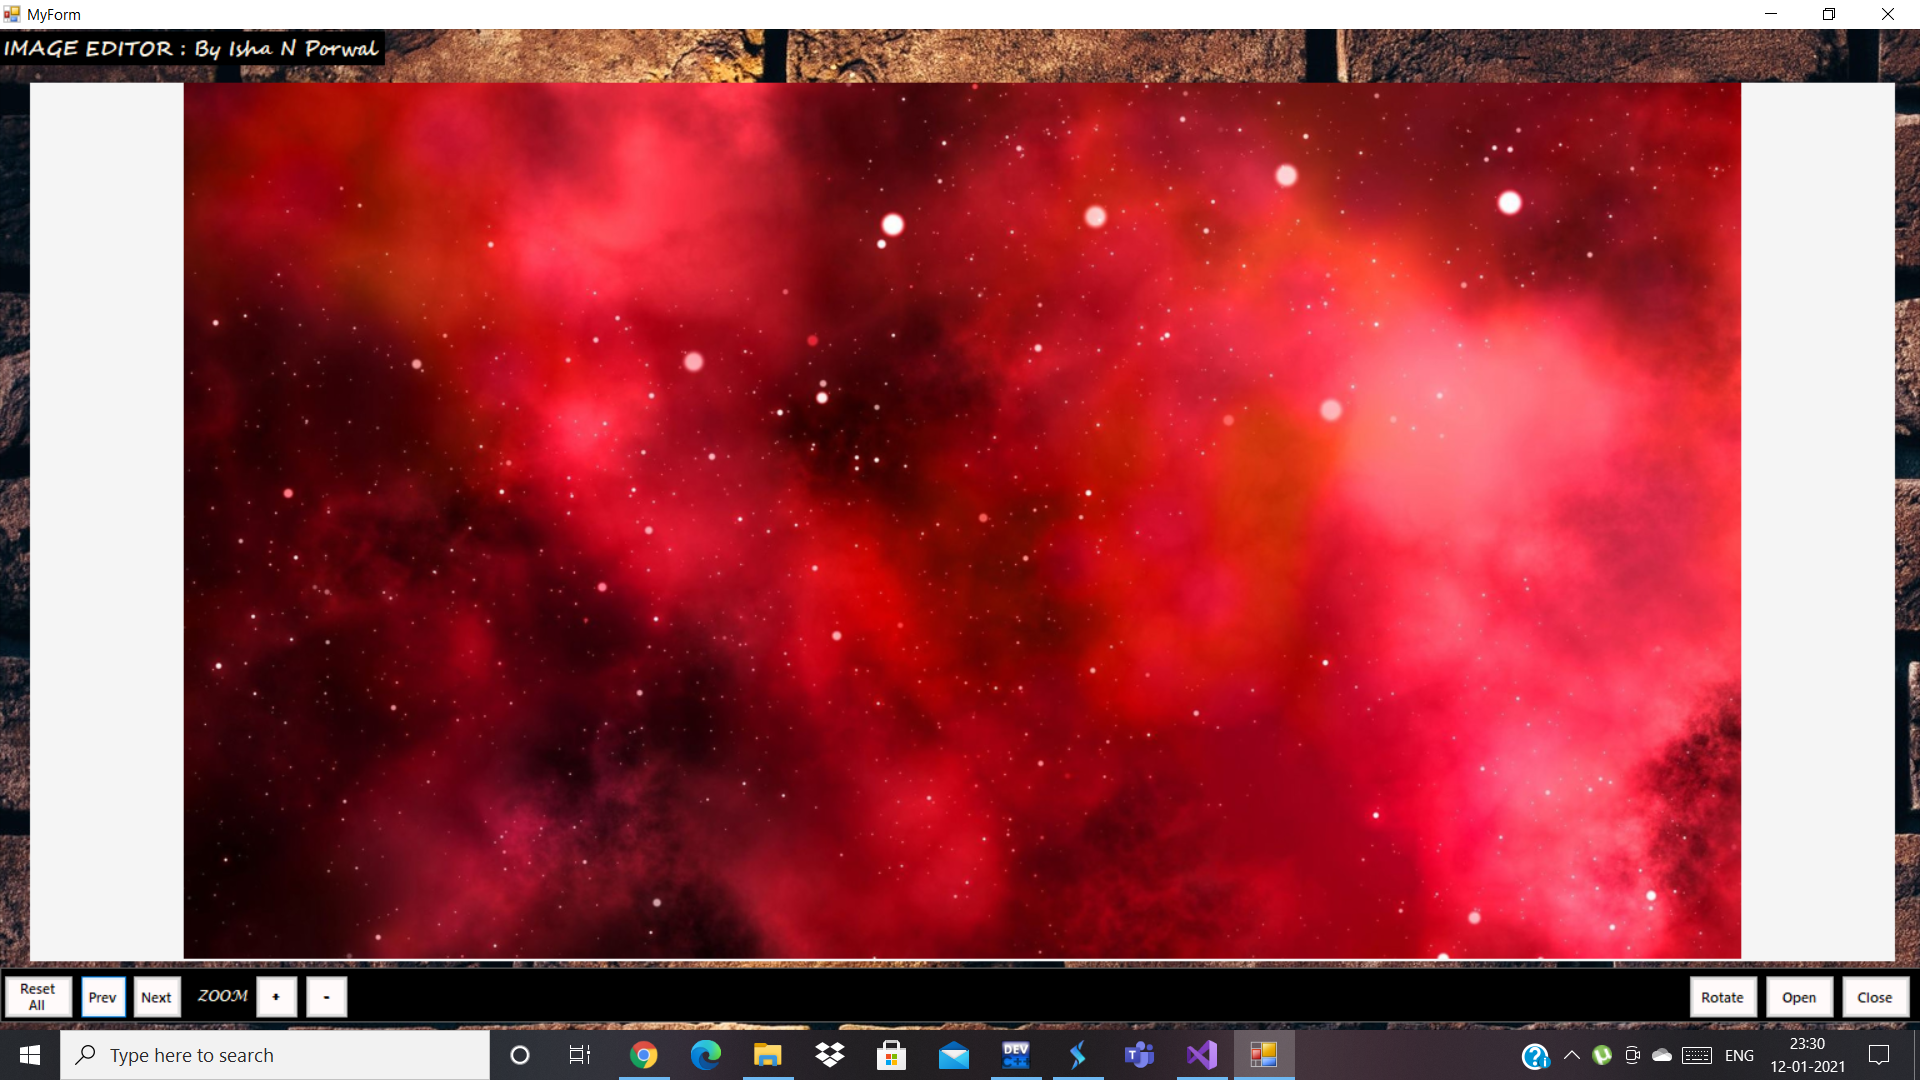 MyForm
IMAGE EDITOR : By Isha N Porwal
Reset
All
Prev
Next
ZOOM
+
-
Rotate
Open
Close
Type here to search
DEV
C++
T
ENG
23:30
12-01-2021